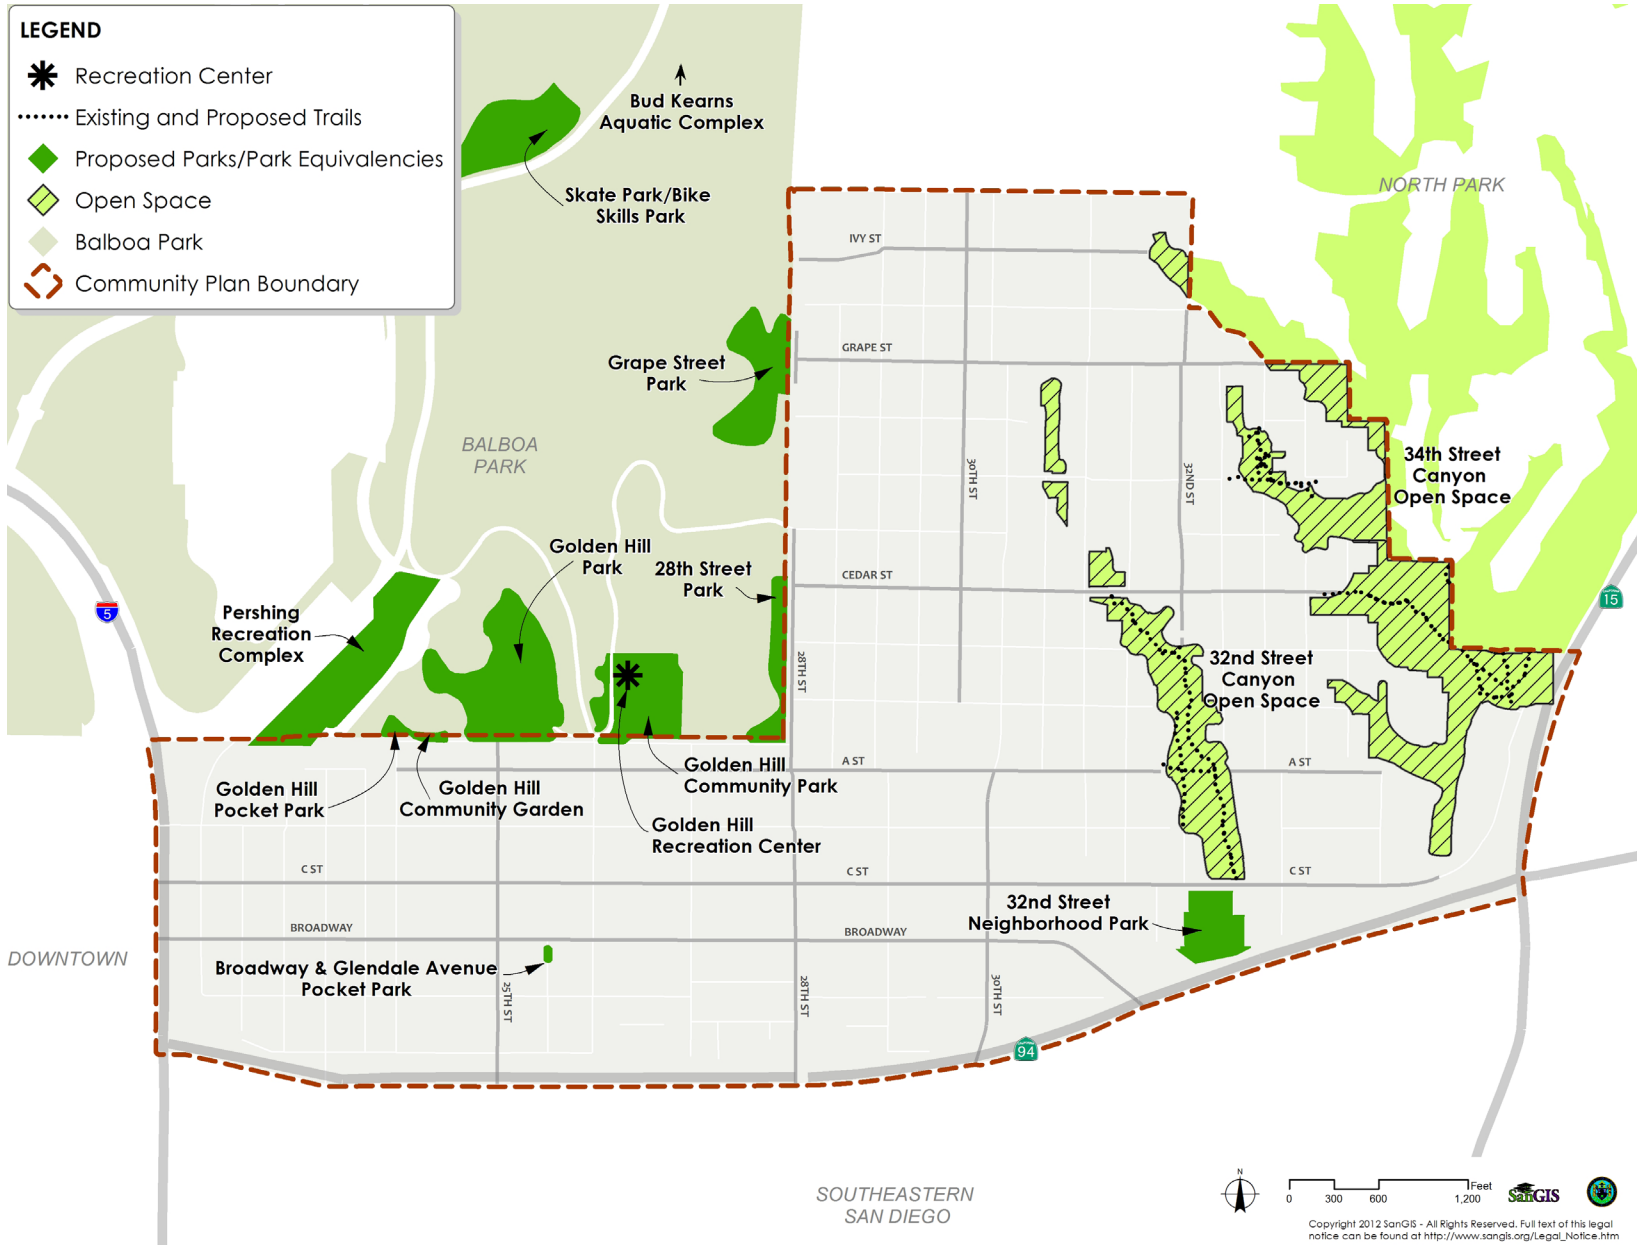 LEGEND
Recreation Center
Existing and Proposed Trails
Proposed Parks/Park Equivalencies
Open Space
Balboa Park
Community Plan Boundary
Bud Kearns
Aquatic Complex
Skate Park/Bike
Skills Park
NORTH PARK
IVY ST
GRAPE ST
Grape Street
Park
BALBOA
PARK
30TH ST
32ND ST
34th Street
Canyon
Open Space
Golden Hill
Park
28th Street
Park
CEDAR ST
5
15
Pershing
Recreation
Complex
28TH ST
32nd Street
Canyon
Open Space
A ST
A ST
Golden Hill
Community Park
Golden Hill
Pocket Park
Golden Hill
Community Garden
Golden Hill
Recreation Center
C ST
C ST
C ST
32nd Street
Neighborhood Park
BROADWAY
BROADWAY
DOWNTOWN
Broadway & Glendale Avenue
Pocket Park
25TH ST
28TH ST
30TH ST
94
SOUTHEASTERN
SAN DIEGO
N
Feet
0 300 600 1,200
SanGIS
Copyright 2012 SanGIS - All Rights Reserved. Full text of this legal
notice can be found at http://www.sangis.org/Legal_Notice.htm